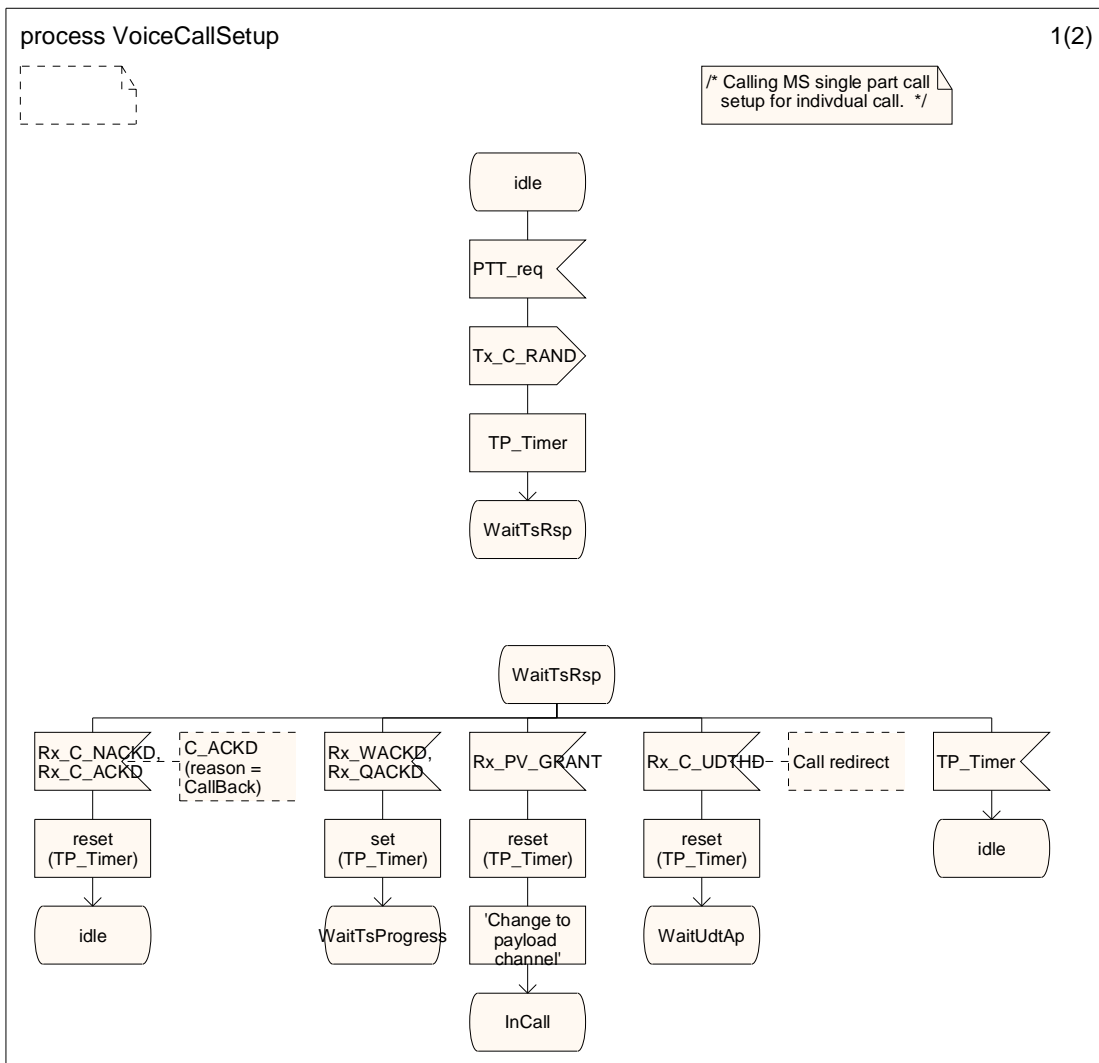 process VoiceCallSetup
1(2)
/* Calling MS single part call
setup for indivdual call.  */
idle
PTT_req
Tx_C_RAND
TP_Timer
WaitTsRsp
WaitTsRsp
Rx_C_NACKD,
Rx_C_ACKD
C_ACKD
(reason =
CallBack)
Rx_WACKD,
Rx_QACKD
Rx_PV_GRANT
Rx_C_UDTHD
Call redirect
TP_Timer
reset
(TP_Timer)
set
(TP_Timer)
reset
(TP_Timer)
reset
(TP_Timer)
idle
idle
WaitTsProgress
'Change to
payload
channel'
WaitUdtAp
InCall